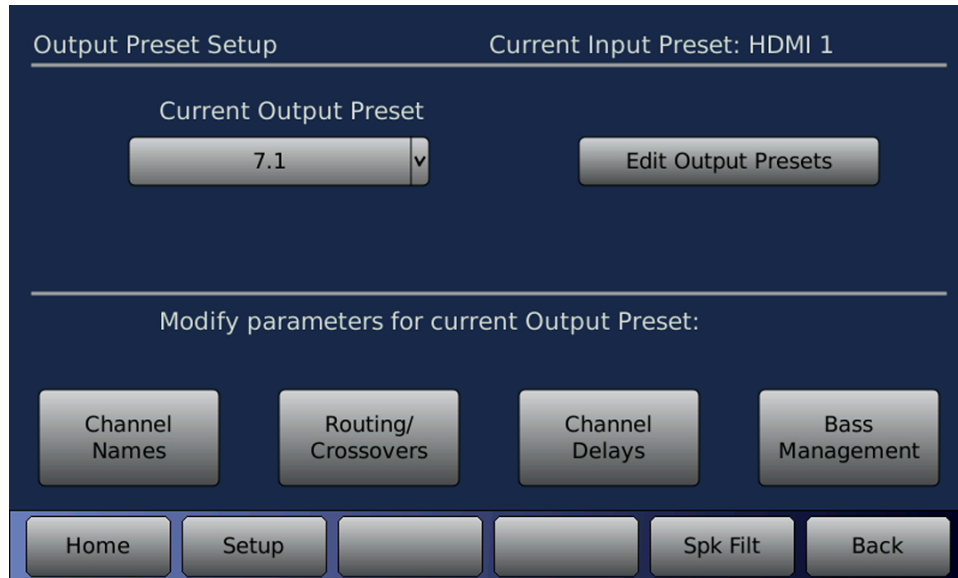 Output Preset Setup
Current Input Preset: HDMI 1
Current Output Preset
7.1
Edit Output Presets
Modify parameters for current Output Preset:
Channel
Names
Routing/
Crossovers
Channel
Delays
Bass
Management
Home
Setup
Spk Filt
Back